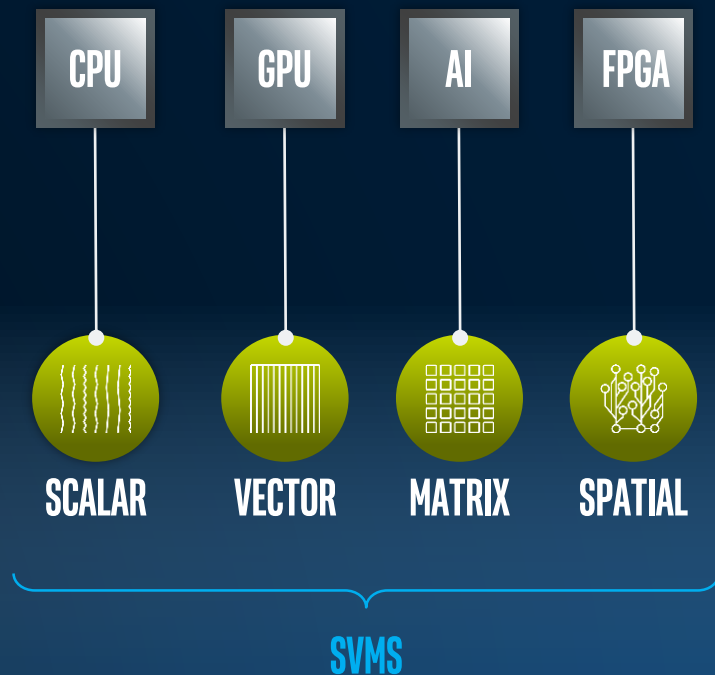 CPU GPU AI FPGA
SCALAR VECTOR MATRIX SPATIAL
SVMS